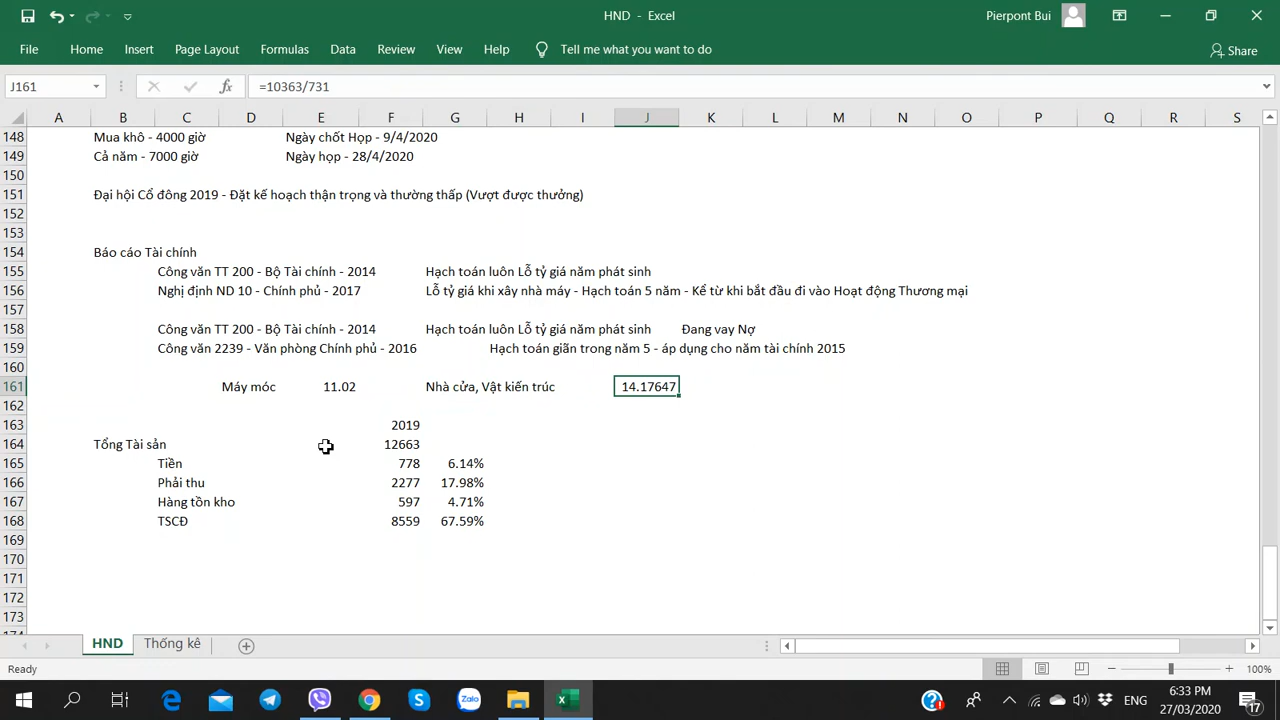 HND - Excel
Pierpont Bui
File Home Insert Page Layout Formulas Data Review View Help Tell me what you want to do Share
J161 fx =10363/731
A B C D E F G H I J K L M N O P Q R S
148 Mua khô - 4000 giờ Ngày chốt Họp - 9/4/2020
149 Cả năm - 7000 giờ Ngày họp - 28/4/2020
150
151 Đại hội Cổ đông 2019 - Đặt kế hoạch thận trọng và thường thấp (Vượt được thưởng)
152
153
154 Báo cáo Tài chính
155 Công văn TT 200 - Bộ Tài chính - 2014 Hạch toán luôn Lỗ tỷ giá năm phát sinh
156 Nghị định ND 10 - Chính phủ - 2017 Lỗ tỷ giá khi xây nhà máy - Hạch toán 5 năm - Kể từ khi bắt đầu đi vào Hoạt động Thương mại
157
158 Công văn TT 200 - Bộ Tài chính - 2014 Hạch toán luôn Lỗ tỷ giá năm phát sinh Đang vay Nợ
159 Công văn 2239 - Văn phòng Chính phủ - 2016 Hạch toán giãn trong năm 5 - áp dụng cho năm tài chính 2015
160
161 Máy móc 11.02 Nhà cửa, Vật kiến trúc 14.17647
162
163 2019
164 Tổng Tài sản 12663
165 Tiền 778 6.14%
166 Phải thu 2277 17.98%
167 Hàng tồn kho 597 4.71%
168 TSCĐ 8559 67.59%
169
170
171
172
173
174
HND Thống kê
Ready 100%
Zalo ENG 6:33 PM
27/03/2020 17